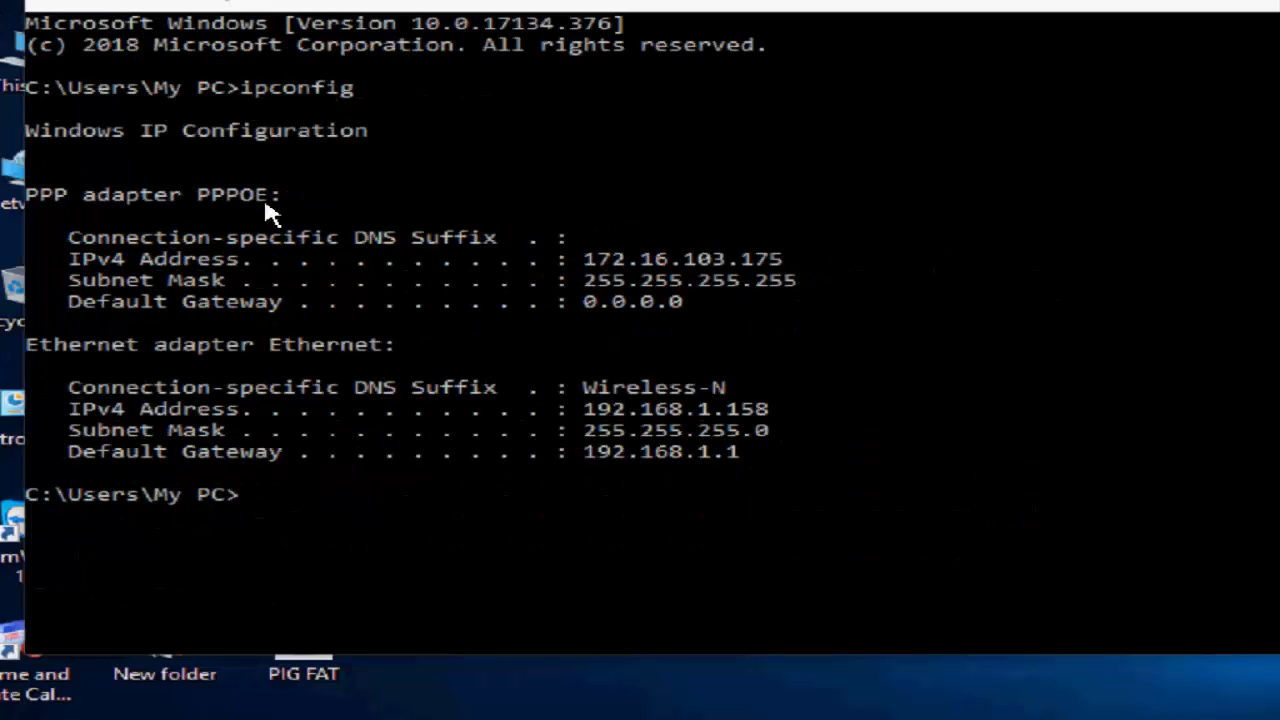 Microsoft Windows [Version 10.0.17134.376]
(c) 2018 Microsoft Corporation. All rights reserved.
C:\Users\My PC>ipconfig
Windows IP Configuration
PPP adapter PPPOE:
Connection-specific DNS Suffix  . :
IPv4 Address. . . . . . . . . . . : 172.16.103.175
Subnet Mask . . . . . . . . . . . : 255.255.255.255
Default Gateway . . . . . . . . . : 0.0.0.0
Ethernet adapter Ethernet:
Connection-specific DNS Suffix  . : Wireless-N
IPv4 Address. . . . . . . . . . . : 192.168.1.158
Subnet Mask . . . . . . . . . . . : 255.255.255.0
Default Gateway . . . . . . . . . : 192.168.1.1
C:\Users\My PC>
me and
te Cal...
New folder
PIG FAT